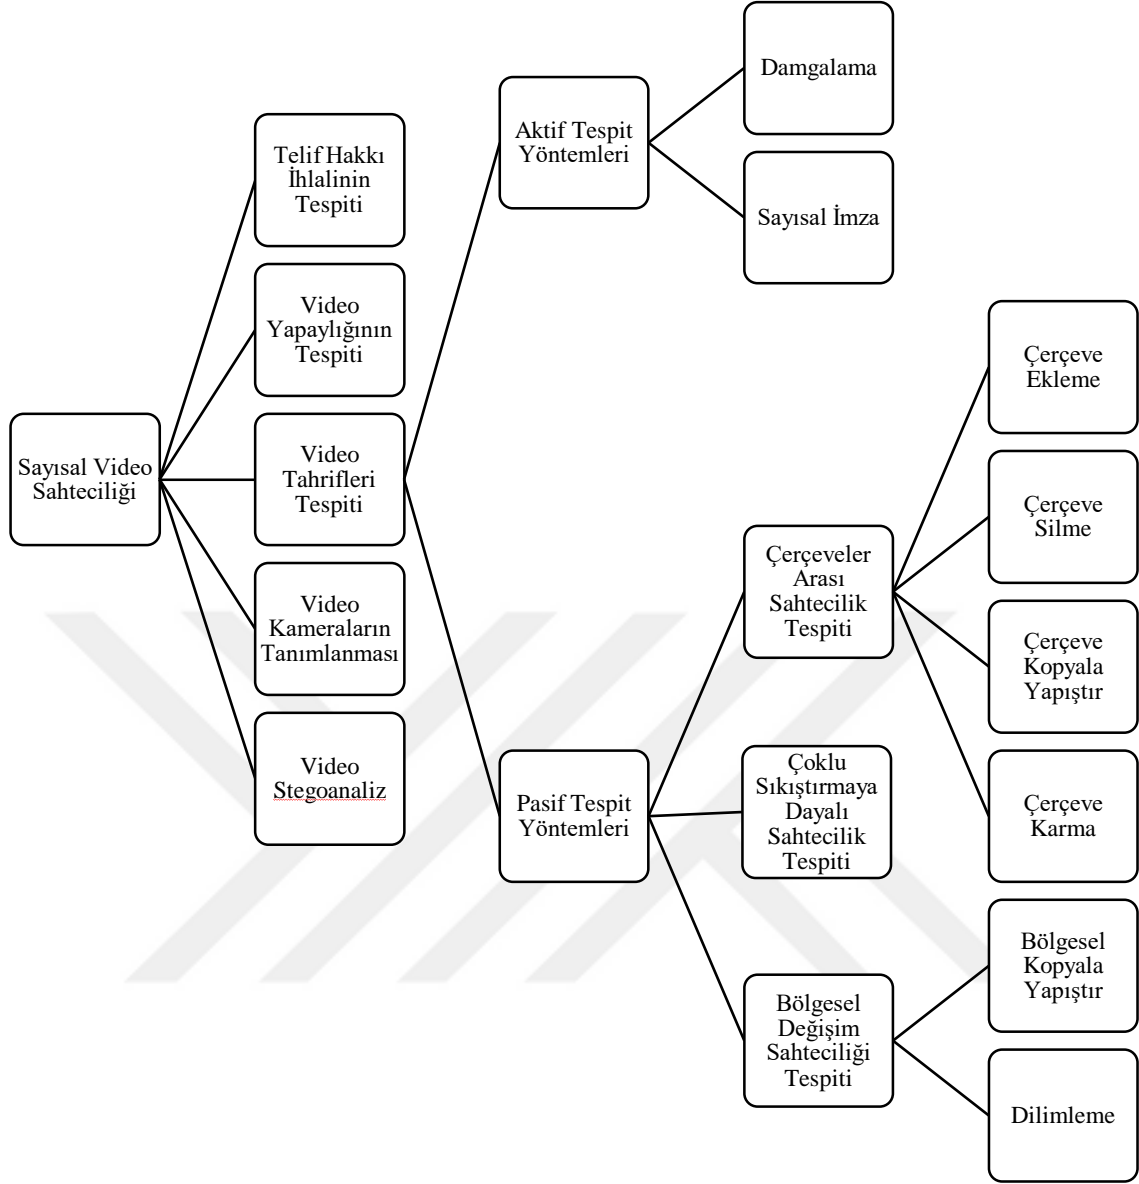 Sayısal Video
Sahteciliği
Telif Hakkı
İhlalinin
Tespiti
Video
Yapaylığının
Tespiti
Video
Tahrifleri
Tespiti
Video
Kameraların
Tanımlanması
Video
Stegoanaliz
Aktif Tespit
Yöntemleri
Damgalama
Sayısal İmza
Pasif Tespit
Yöntemleri
Çerçeveler
Arası
Sahtecilik
Tespiti
Çerçeve
Ekleme
Çerçeve
Silme
Çerçeve
Kopyala
Yapıştır
Çerçeve
Karma
Çoklu
Sıkıştırmaya
Dayalı
Sahtecilik
Tespiti
Bölgesel
Değişim
Sahteciliği
Tespiti
Bölgesel
Kopyala
Yapıştır
Dilimleme